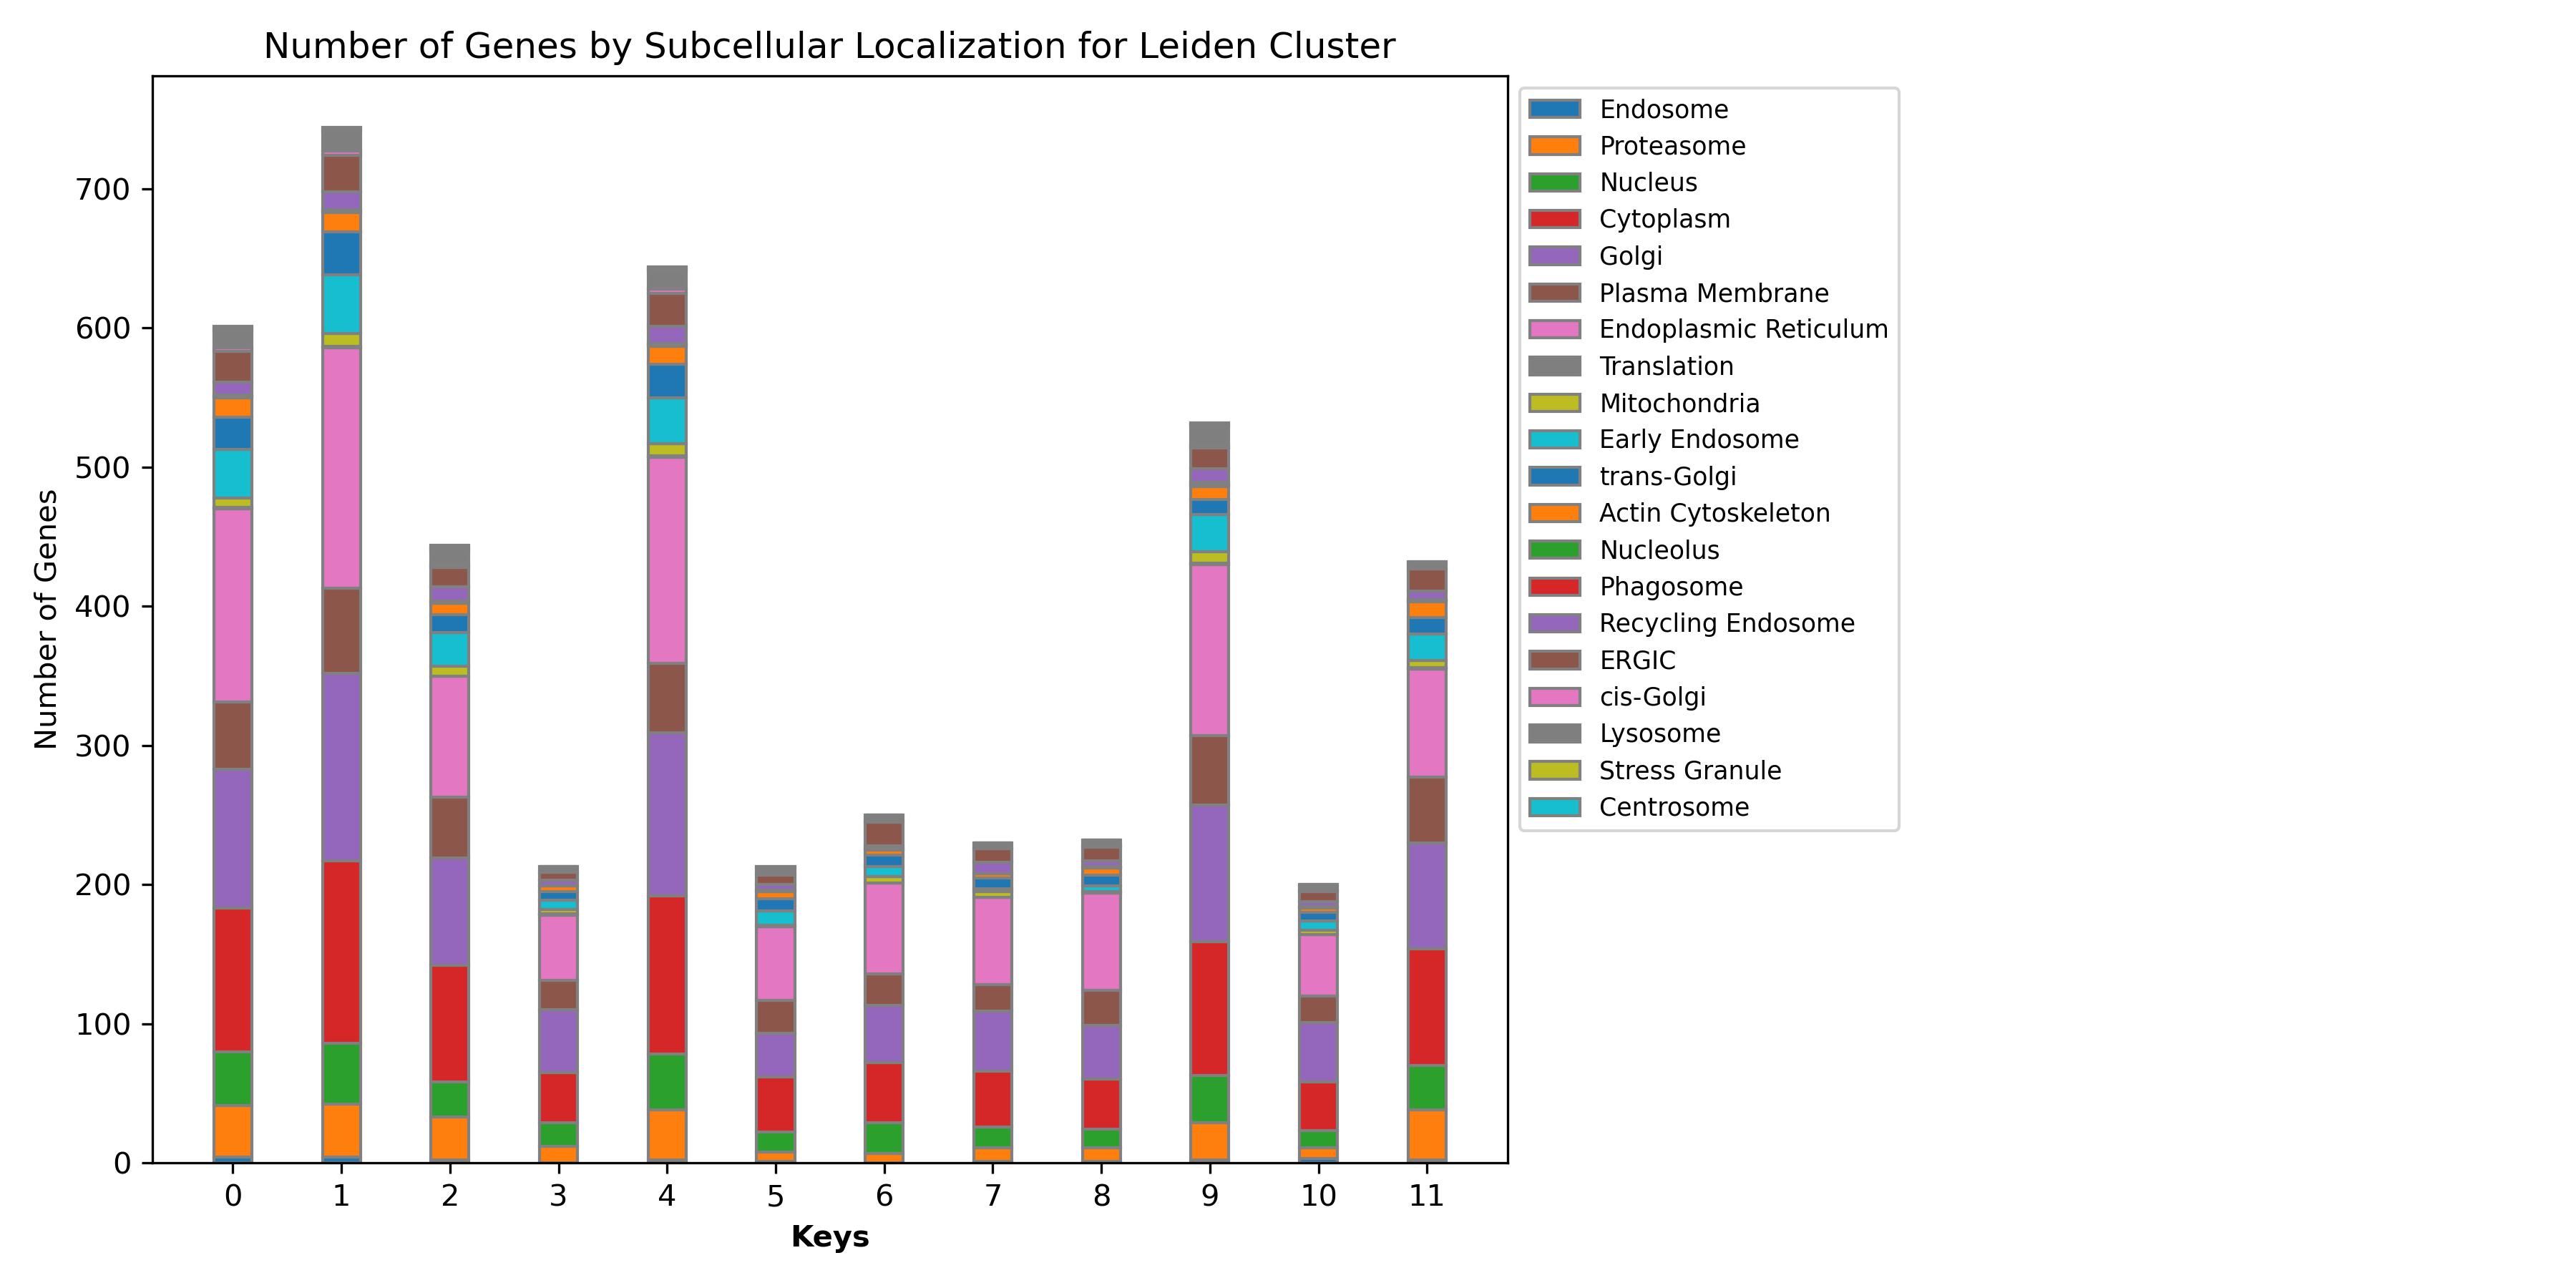 Number of Genes by Subcellular Localization for Leiden Cluster
Number of Genes
700
600
500
400
300
200
100
0
0 1 2 3 4 5 6 7 8 9 10 11
Keys
Endosome
Proteasome
Nucleus
Cytoplasm
Golgi
Plasma Membrane
Endoplasmic Reticulum
Translation
Mitochondria
Early Endosome
trans-Golgi
Actin Cytoskeleton
Nucleolus
Phagosome
Recycling Endosome
ERGIC
cis-Golgi
Lysosome
Stress Granule
Centrosome